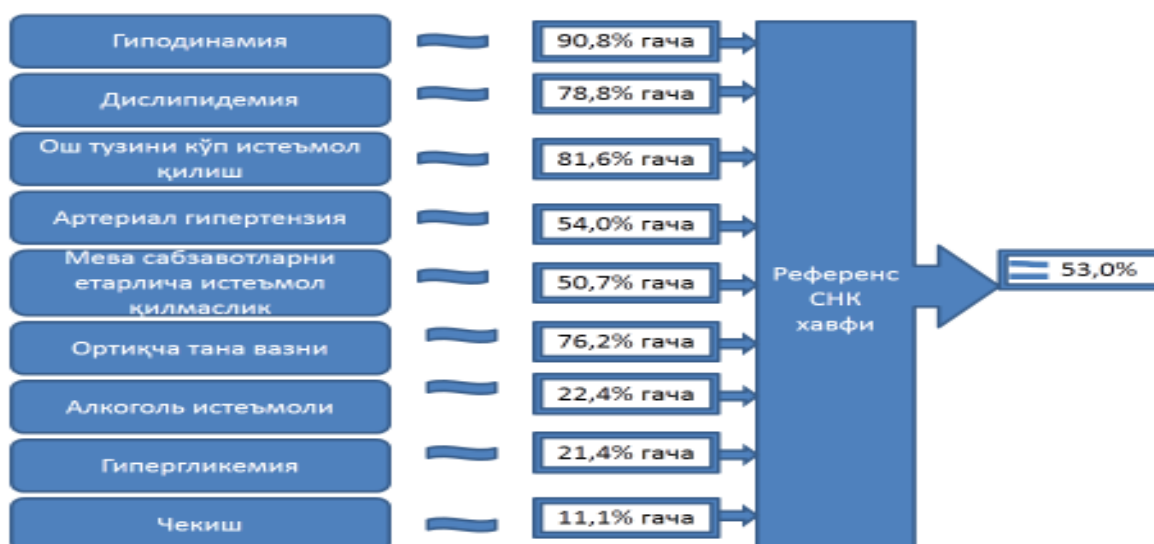 Гиподинамия
90,8% гача
Дислипидемия
78,8% гача
Ош тузини кўп истеъмол
қилиш
81,6% гача
Артериал гипертензия
54,0% гача
Мева сабзавотларни
етарлича истеъмол
қилмаслик
50,7% гача
Ортиқча тана вазни
76,2% гача
Алкоголь истеъмоли
22,4% гача
Гипергликемия
21,4% гача
Чекиш
11,1% гача
Референс
СНК
хавфи
53,0%